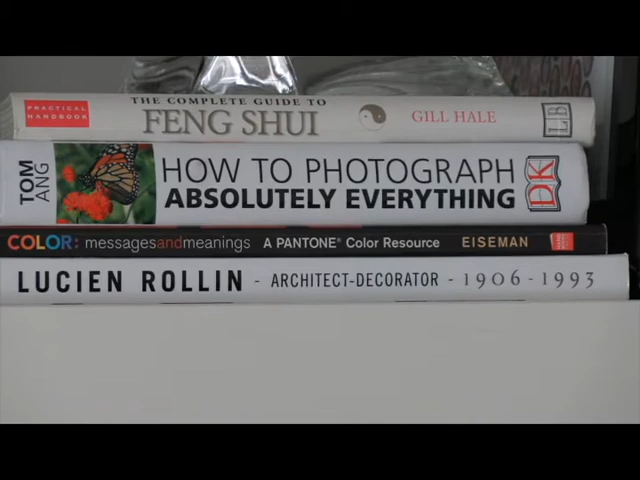 PRACTICAL HANDBOOK
THE COMPLETE GUIDE TO
FENG SHUI
GILL HALE
LB
TOM ANG
HOW TO PHOTOGRAPH
ABSOLUTELY EVERYTHING
DK
COLOR: messagesandmeanings A PANTONE® Color Resource EISEMAN
LUCIEN ROLLIN - ARCHITECT-DECORATOR - 1906-1993